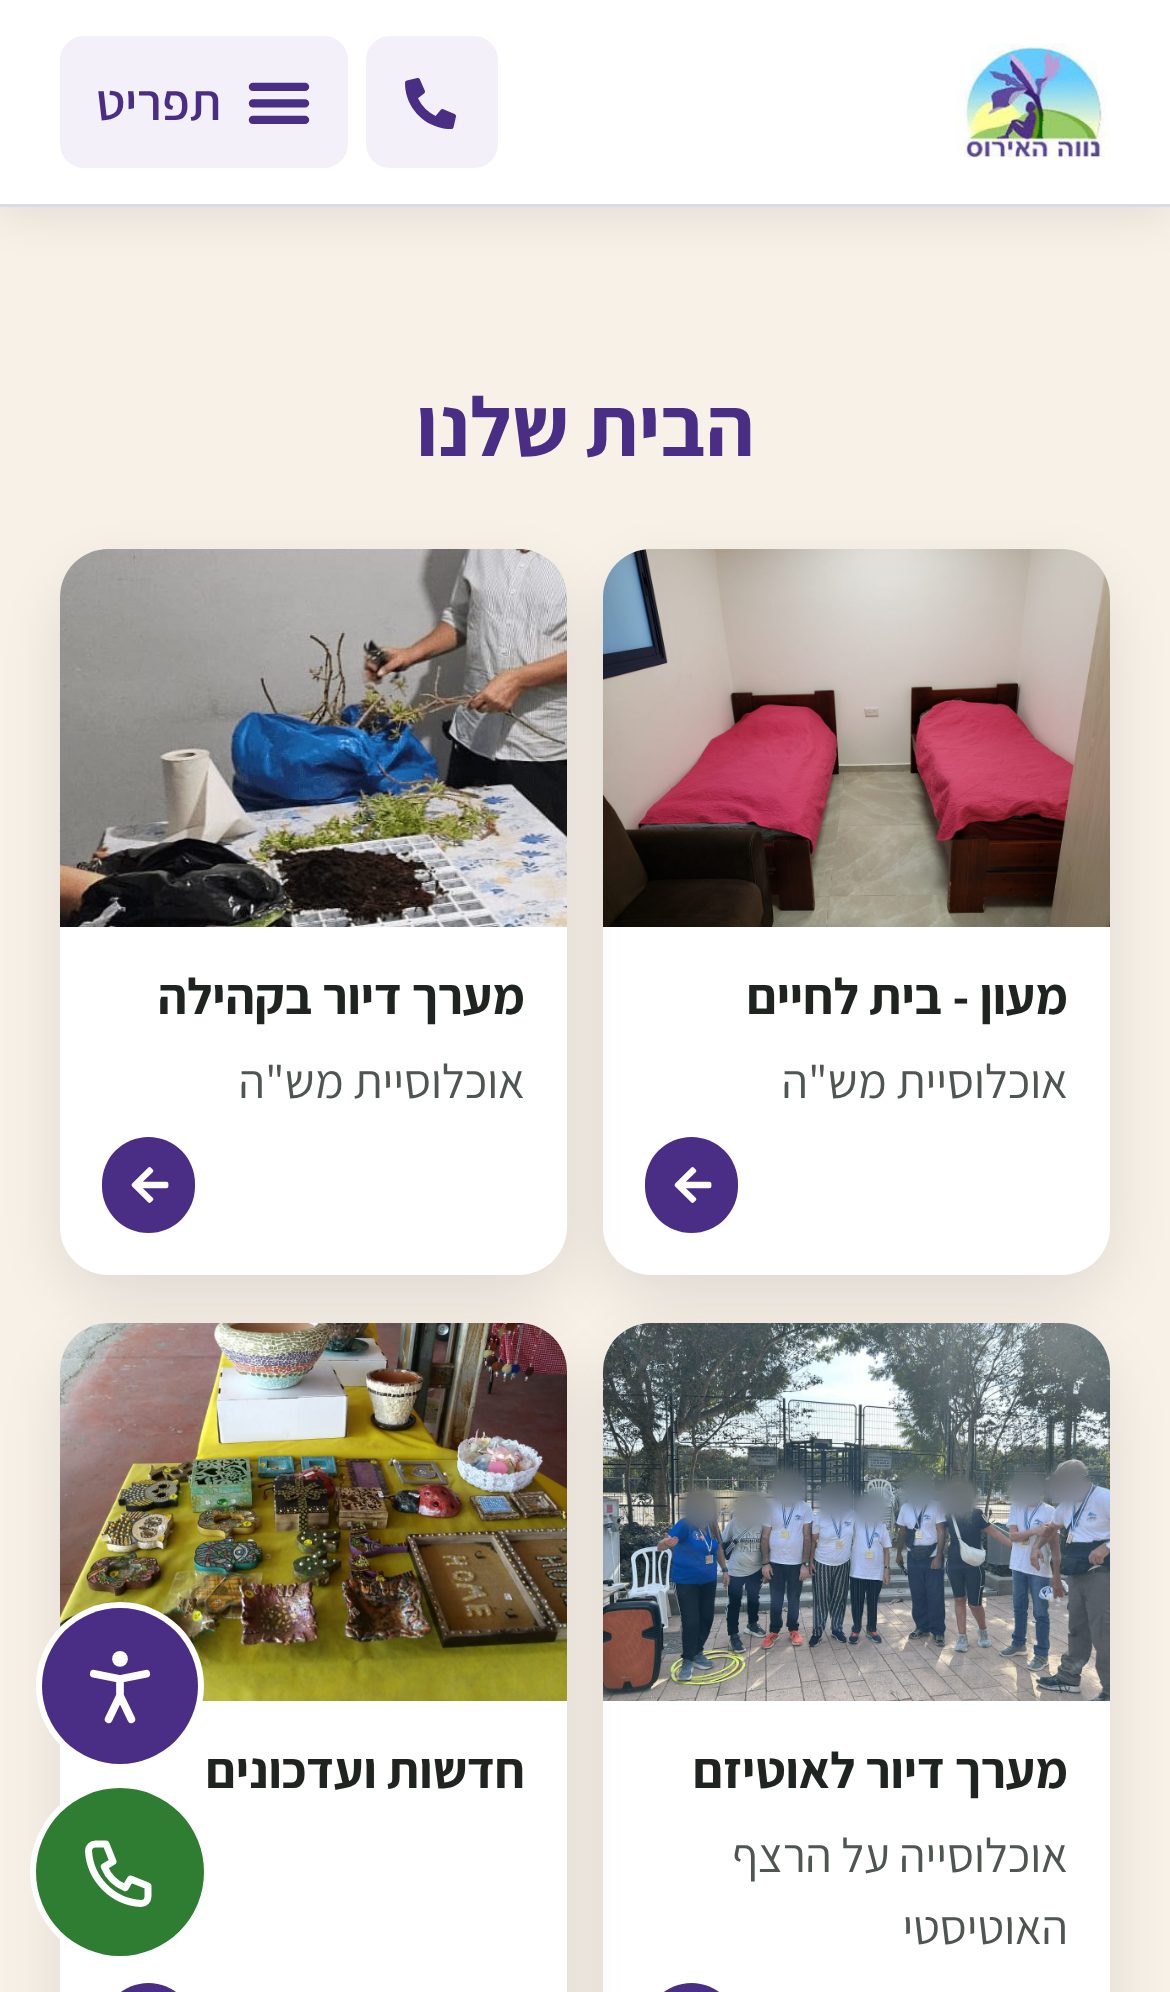 נווה האירוס
תפריט
הבית שלנו
מעון - בית לחיים
אוכלוסיית מש"ה
מערך דיור בקהילה
אוכלוסיית מש"ה
HOME
מערך דיור לאוטיזם
אוכלוסייה על הרצף
האוטיסטי
חדשות ועדכונים